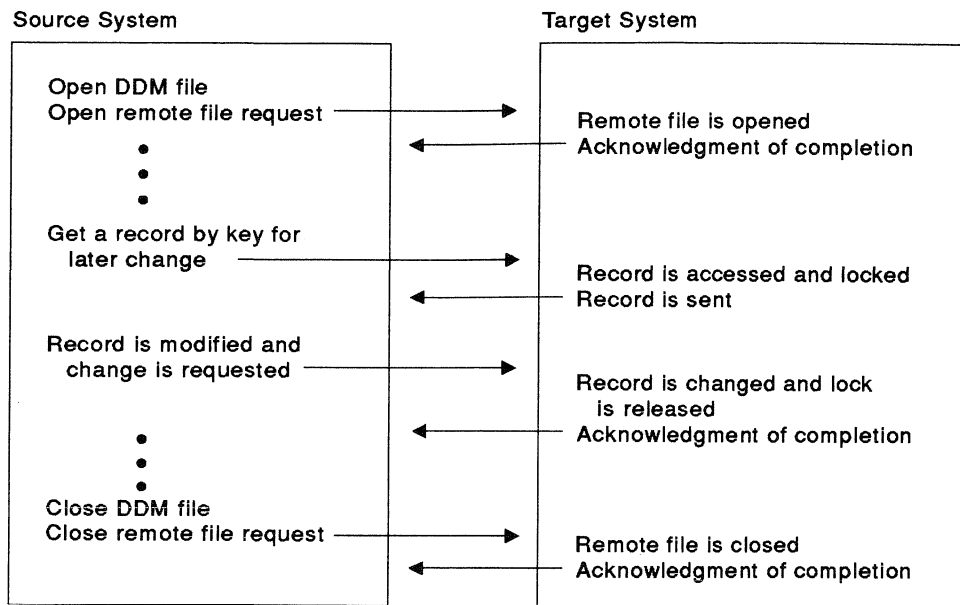 Source System
Target System
Open DDM file
Open remote file request
Remote file is opened
Acknowledgment of completion
Get a record by key for
later change
Record is accessed and locked
Record is sent
Record is modified and
change is requested
Record is changed and lock
is released
Acknowledgment of completion
Close DDM file
Close remote file request
Remote file is closed
Acknowledgment of completion